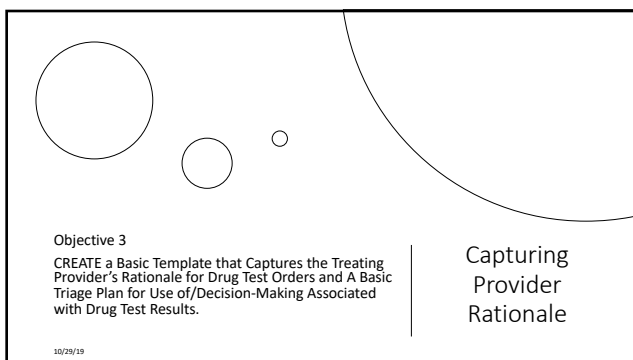 Objective 3
CREATE a Basic Template that Captures the Treating
Provider's Rationale for Drug Test Orders and A Basic
Triage Plan for Use of/Decision-Making Associated
with Drug Test Results.
Capturing
Provider
Rationale
10/29/19